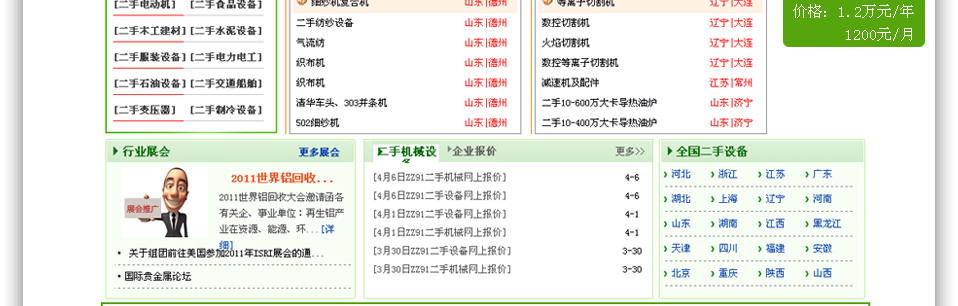 [二手电动机] [二手食品设备]
[二手木工建材] [二手水泥设备]
[二手服装设备] [二手电力电工]
[二手石油设备] [二手交通船舶]
[二手变压器] [二手制冷设备]
细纱机复合机 山东|德州
二手纺纱设备 山东|德州
气流纺 山东|德州
织布机 山东|德州
织布机 山东|德州
清华车头、303并条机 山东|德州
502细纱机 山东|德州
等离子切割机 辽宁|大连
数控切割机 辽宁|大连
火焰切割机 辽宁|大连
数控等离子切割机 辽宁|大连
减速机及配件 江苏|常州
二手10-600万大卡导热油炉 山东|济宁
二手10-400万大卡导热油炉 山东|济宁
价格: 1.2万元/年
1200元/月
行业展会 更多展会
展会推广
2011世界铝回收...
2011世界铝回收大会邀请函各
有关企、事业单位：再生铝产
业在资源、能源、环...[详
细]
• 关于组团前往美国参加2011年ISRI展会的通...
• 国际贵金属论坛
二手机械设 企业报价 更多>>
[4月6日ZZ91二手机械网上报价] 4-6
[4月6日ZZ91二手设备网上报价] 4-6
[4月1日ZZ91二手设备网上报价] 4-1
[4月1日ZZ91二手机械网上报价] 4-1
[3月30日ZZ91二手设备网上报价] 3-30
[3月30日ZZ91二手机械网上报价] 3-30
全国二手设备
河北 浙江 江苏 广东
湖北 上海 辽宁 河南
山东 湖南 江西 黑龙江
天津 四川 福建 安徽
北京 重庆 陕西 山西